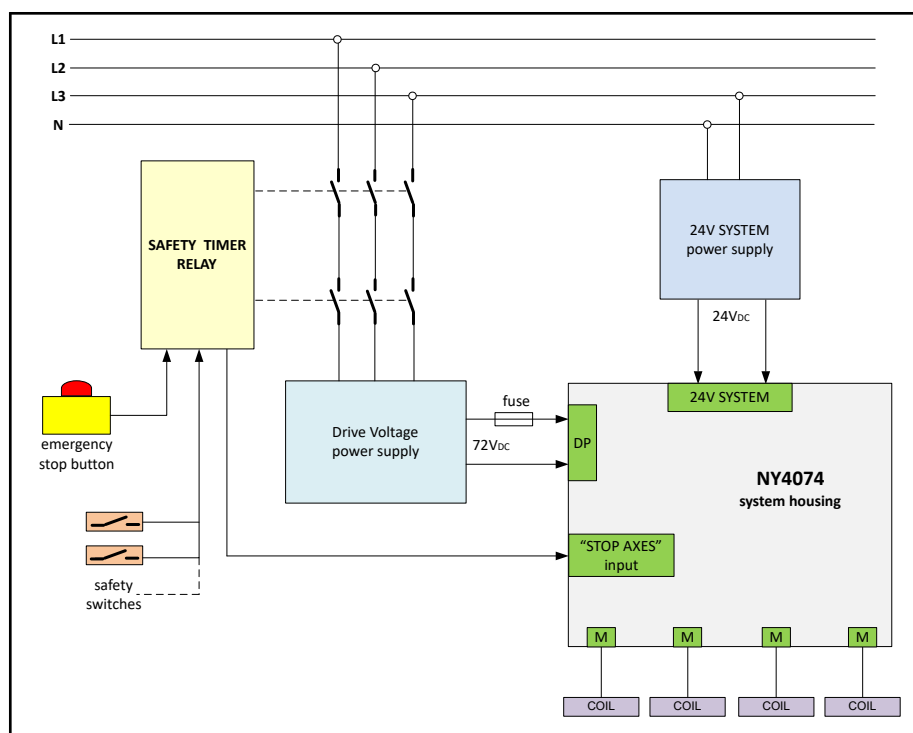 L1
L2
L3
N
SAFETY TIMER
RELAY
24V SYSTEM
power supply
24VDC
24V SYSTEM
fuse
Drive Voltage
power supply
72VDC
DP
NY4074
system housing
emergency
stop button
"STOP AXES"
input
safety
switches
M
M
M
M
COIL
COIL
COIL
COIL